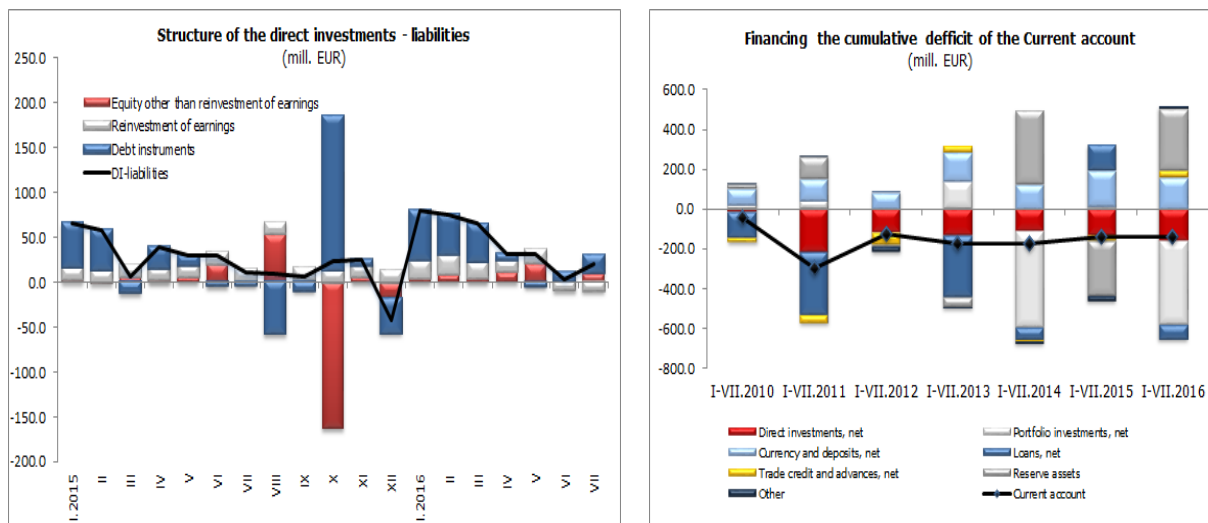 Structure of the direct investments - liabilities
(mill. EUR)
250.0
200.0
150.0
100.0
50.0
0.0
-50.0
-100.0
-150.0
-200.0
Equity other than reinvestment of earnings
Reinvestment of earnings
Debt instruments
DI-liabilities
I.2015
II
III
IV
V
VI
VII
VIII
IX
X
XI
XII
I.2016
II
III
IV
V
VI
VII
Financing the cumulative defficit of the Current account
(mill. EUR)
600.0
400.0
200.0
0.0
-200.0
-400.0
-600.0
-800.0
I-VII.2010 I-VII.2011 I-VII.2012 I-VII.2013 I-VII.2014 I-VII.2015 I-VII.2016
Direct investments, net
Portfolio investments, net
Currency and deposits, net
Loans, net
Trade credit and advances, net
Reserve assets
Other
Current account